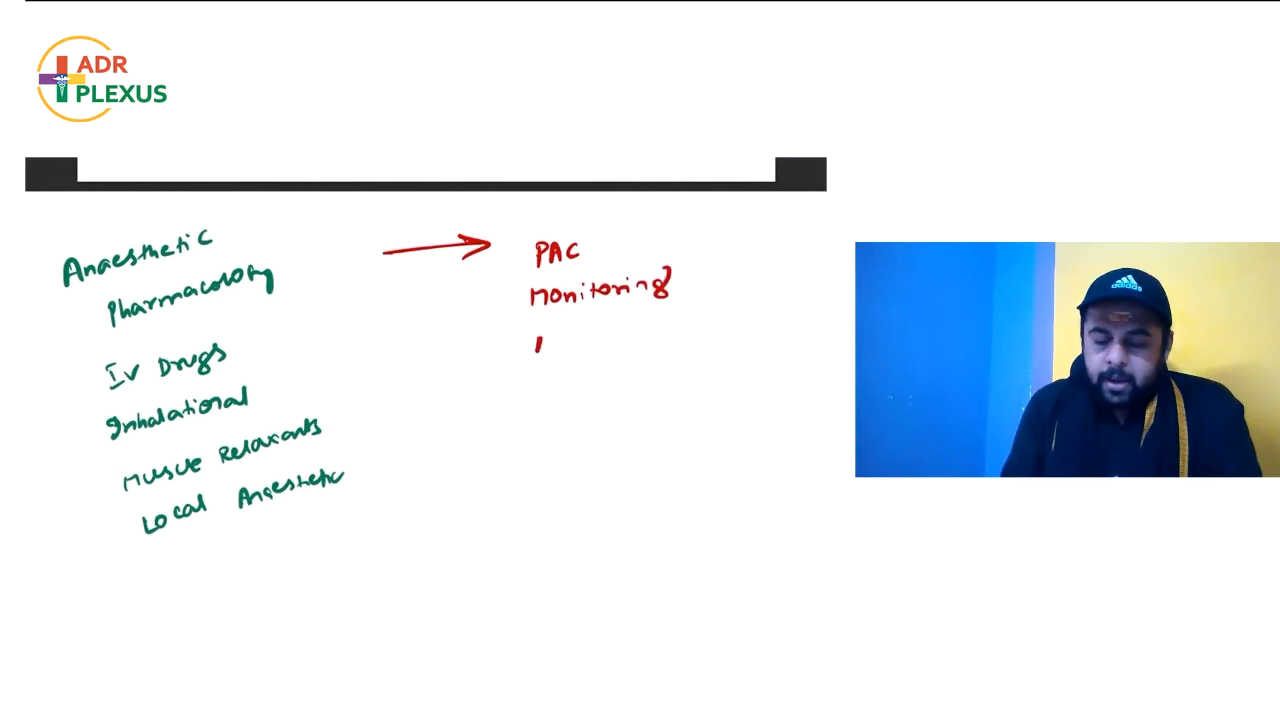 ADR
PLEXUS
Anaesthetic
Pharmacology
IV Drugs
Inhalational
Muscle Relaxants
Local Anaesthetic
PAC
Monitoring
adidas